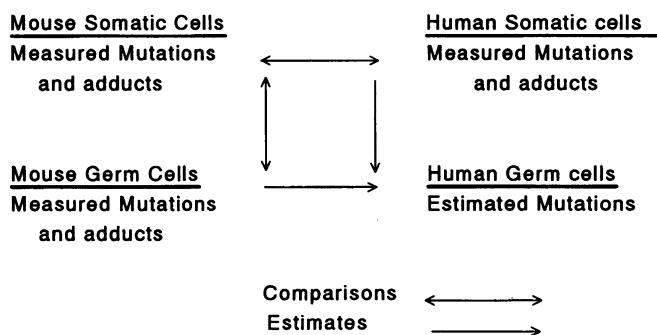 Mouse Somatic Cells
Measured Mutations
and adducts
Human Somatic cells
Measured Mutations
and adducts
Mouse Germ Cells
Measured Mutations
and adducts
Human Germ cells
Estimated Mutations
Comparisons
Estimates